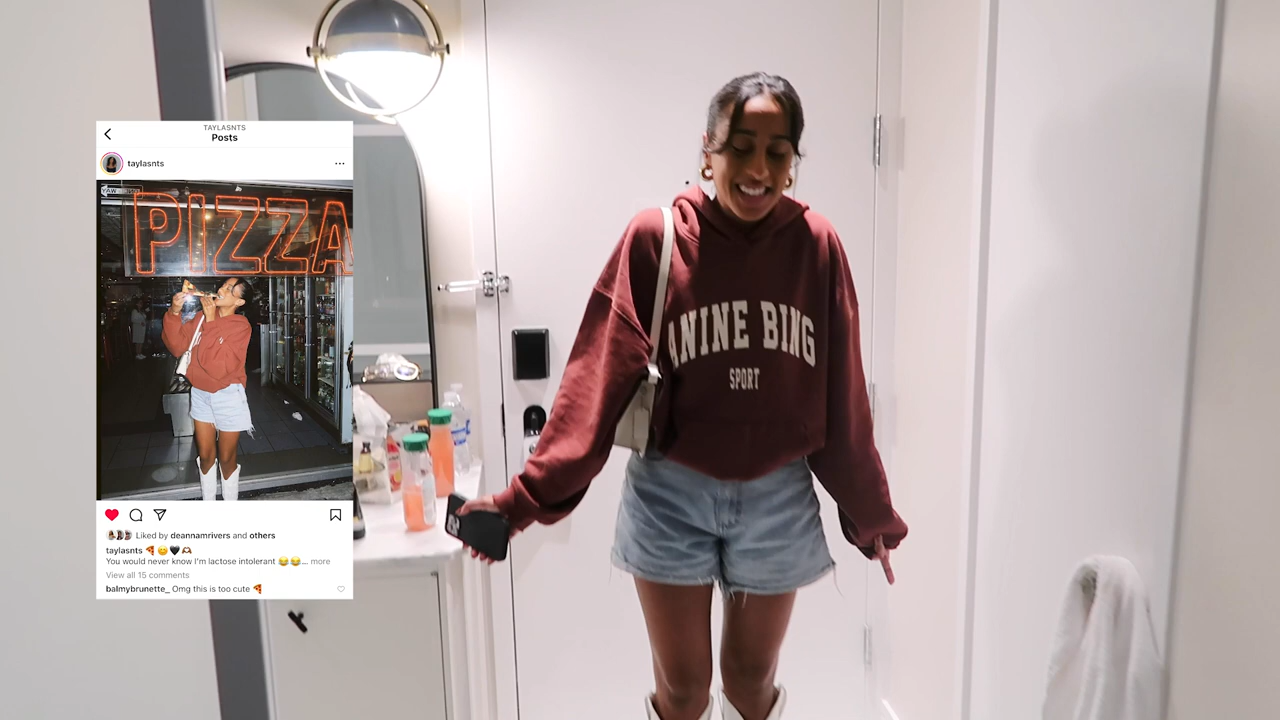 TAYLASNTS
Posts
taylasnts
PIZZA
Liked by deannamrivers and others
taylasnts 🍕😋🖤🫶🏽
You would never know I'm lactose intolerant 😂😂... more
View all 15 comments
balmybrunette_ Omg this is too cute 🍕
ANINE BING
SPORT